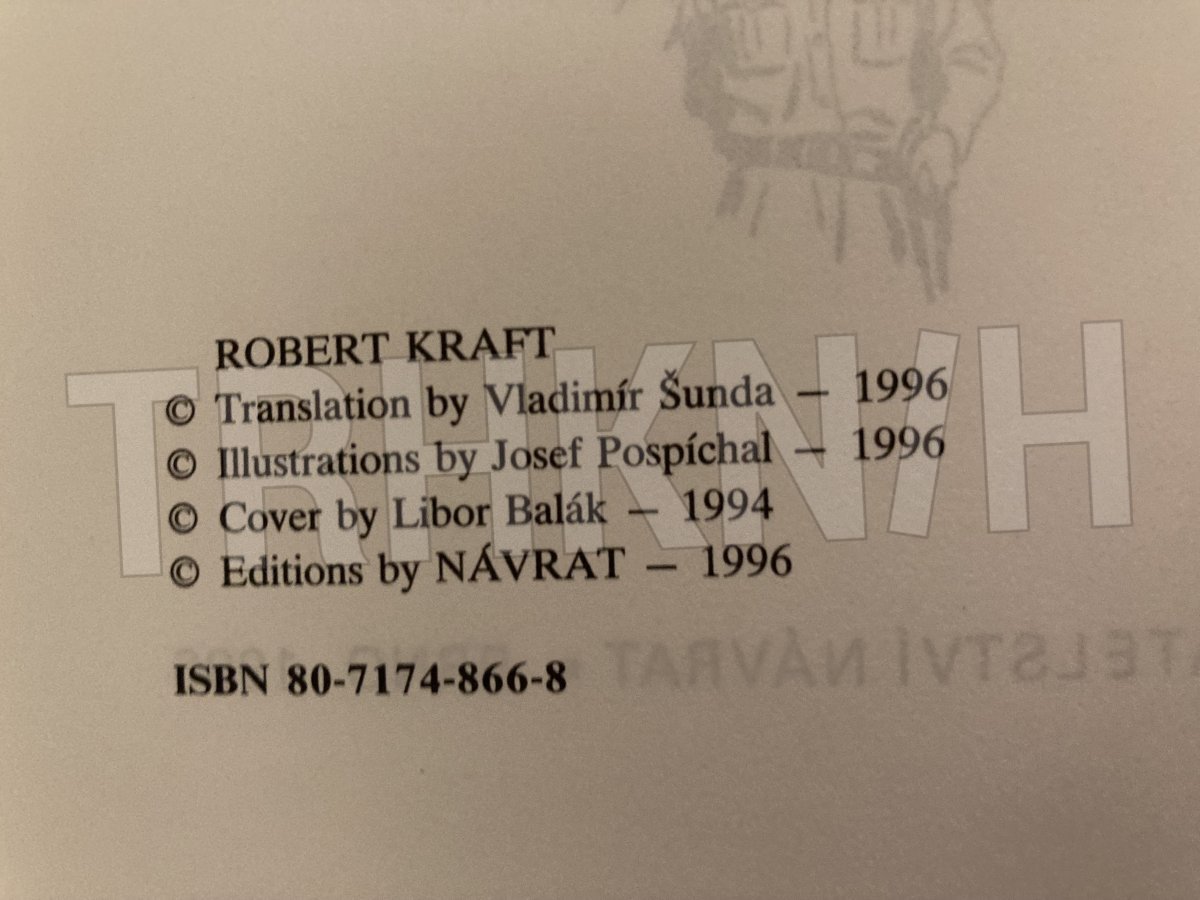 ROBERT KRAFT
© Translation by Vladimír Šunda — 1996
© Illustrations by Josef Pospíchal — 1996
© Cover by Libor Balák — 1994
© Editions by NÁVRAT — 1996
TRHKNIH
ISBN 80-7174-866-8